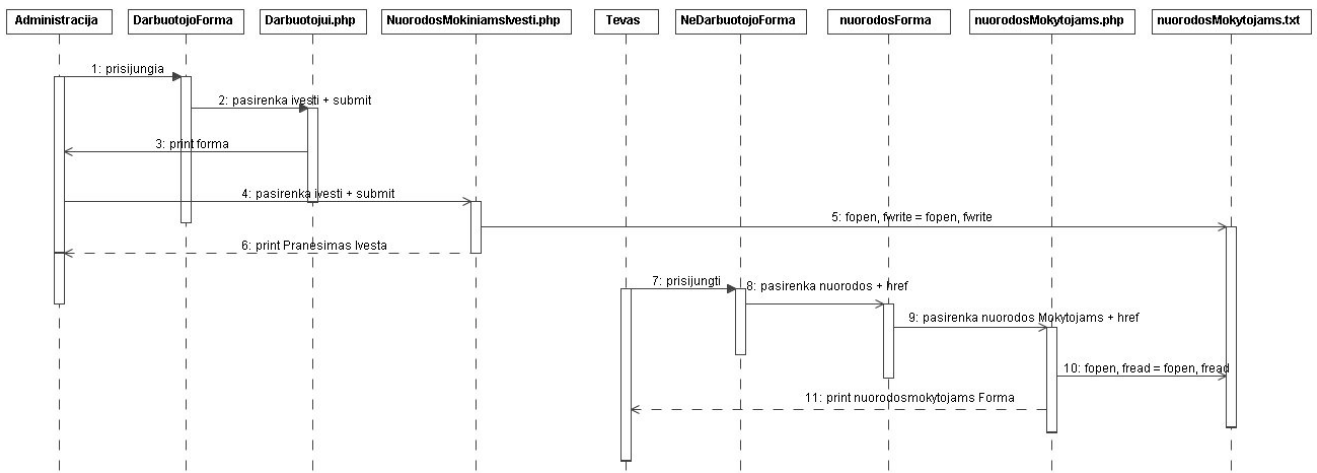 Administracija
DarbuotojoForma
Darbuotojui.php
NuorodosMokiniamsIvesti.php
Tevas
NeDarbuotojoForma
nuorodosForma
nuorodosMokytojams.php
nuorodosMokytojams.txt
1: prisijungia
2: pasirenka ivesti + submit
3: print forma
4: pasirenka ivesti + submit
5: fopen, fwrite = fopen, fwrite
6: print Pranesimas Ivesta
7: prisijungti
8: pasirenka nuorodos + href
9: pasirenka nuorodos Mokytojams + href
10: fopen, fread = fopen, fread
11: print nuorodosmokytojams Forma